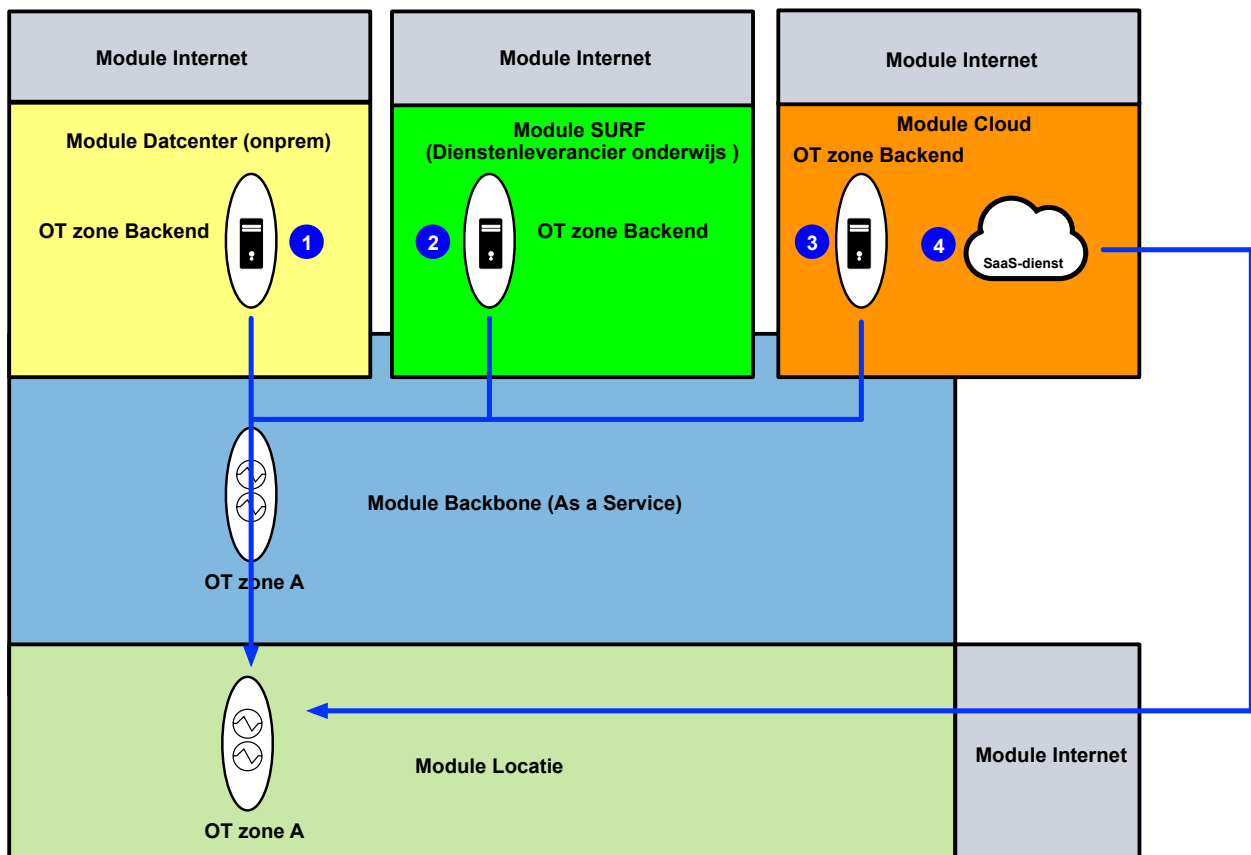 Module Internet
Module Internet
Module Internet
Module Datcenter (onprem)
OT zone Backend
1
Module SURF
(Dienstenleverancier onderwijs )
2
OT zone Backend
Module Cloud
OT zone Backend
3
4
SaaS-dienst
Module Backbone (As a Service)
OT zone A
Module Locatie
OT zone A
Module Internet